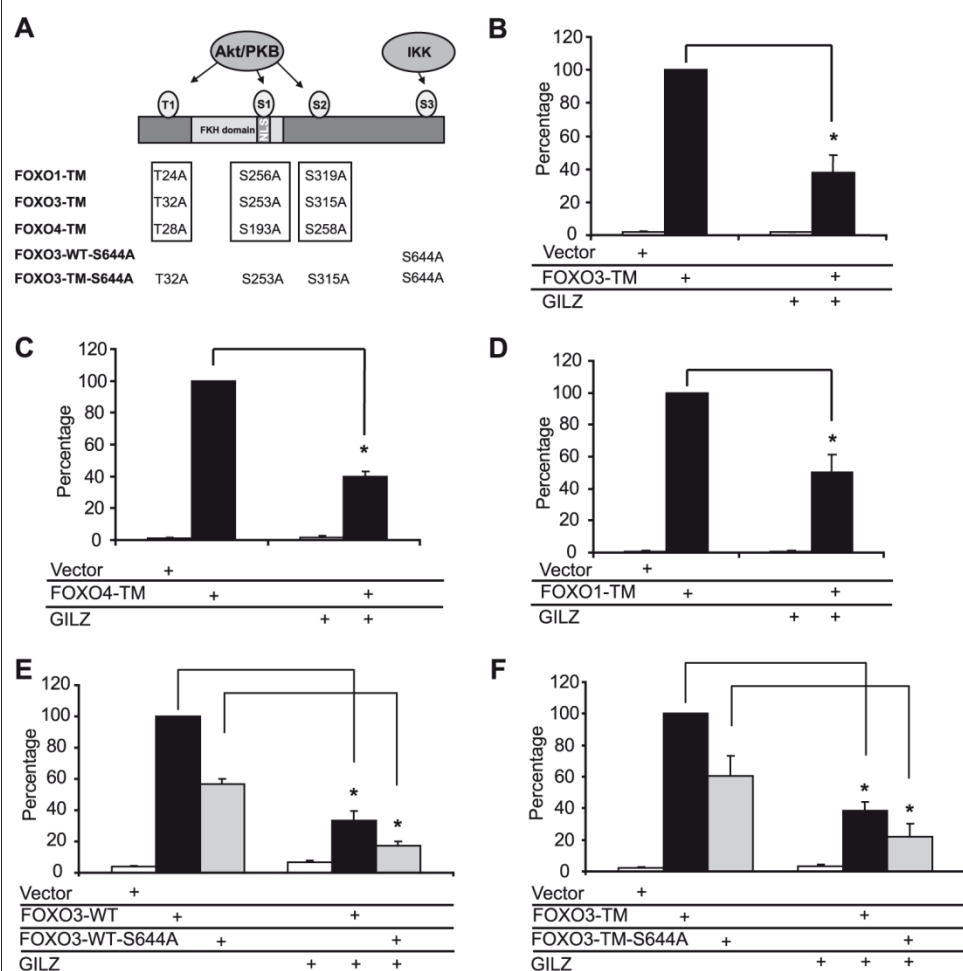 A
Akt/PKB IKK
T1 S1 S2 S3
FKH domain NLS
FOXO1-TM T24A S256A S319A
FOXO3-TM T32A S253A S315A
FOXO4-TM T28A S193A S258A
FOXO3-WT-S644A S644A
FOXO3-TM-S644A T32A S253A S315A S644A
B
Percentage
120
100
80
60
40
20
0
*
Vector +
FOXO3-TM + +
GILZ + +
C
Percentage
120
100
80
60
40
20
0
*
Vector +
FOXO4-TM + +
GILZ + +
D
Percentage
120
100
80
60
40
20
0
*
Vector +
FOXO1-TM + +
GILZ + +
E
Percentage
120
100
80
60
40
20
0
* *
Vector +
FOXO3-WT + +
FOXO3-WT-S644A + +
GILZ + + +
F
Percentage
120
100
80
60
40
20
0
* *
Vector +
FOXO3-TM + +
FOXO3-TM-S644A + +
GILZ + + +